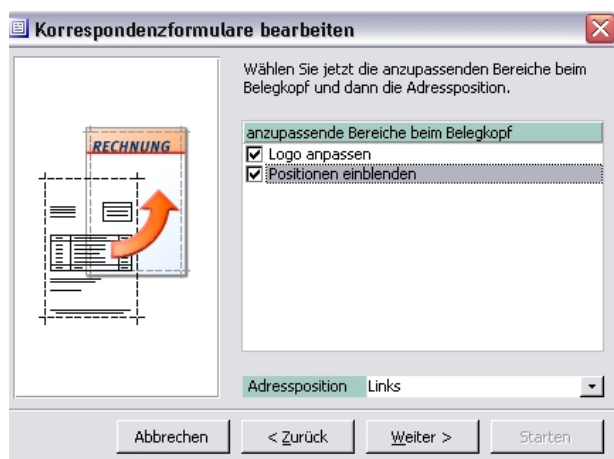 Korrespondenzformulare bearbeiten
Wählen Sie jetzt die anzupassenden Bereiche beim
Belegkopf und dann die Adressposition.
RECHNUNG
anzupassende Bereiche beim Belegkopf
Logo anpassen
Positionen einblenden
Adressposition Links
Abbrechen < Zurück Weiter > Starten